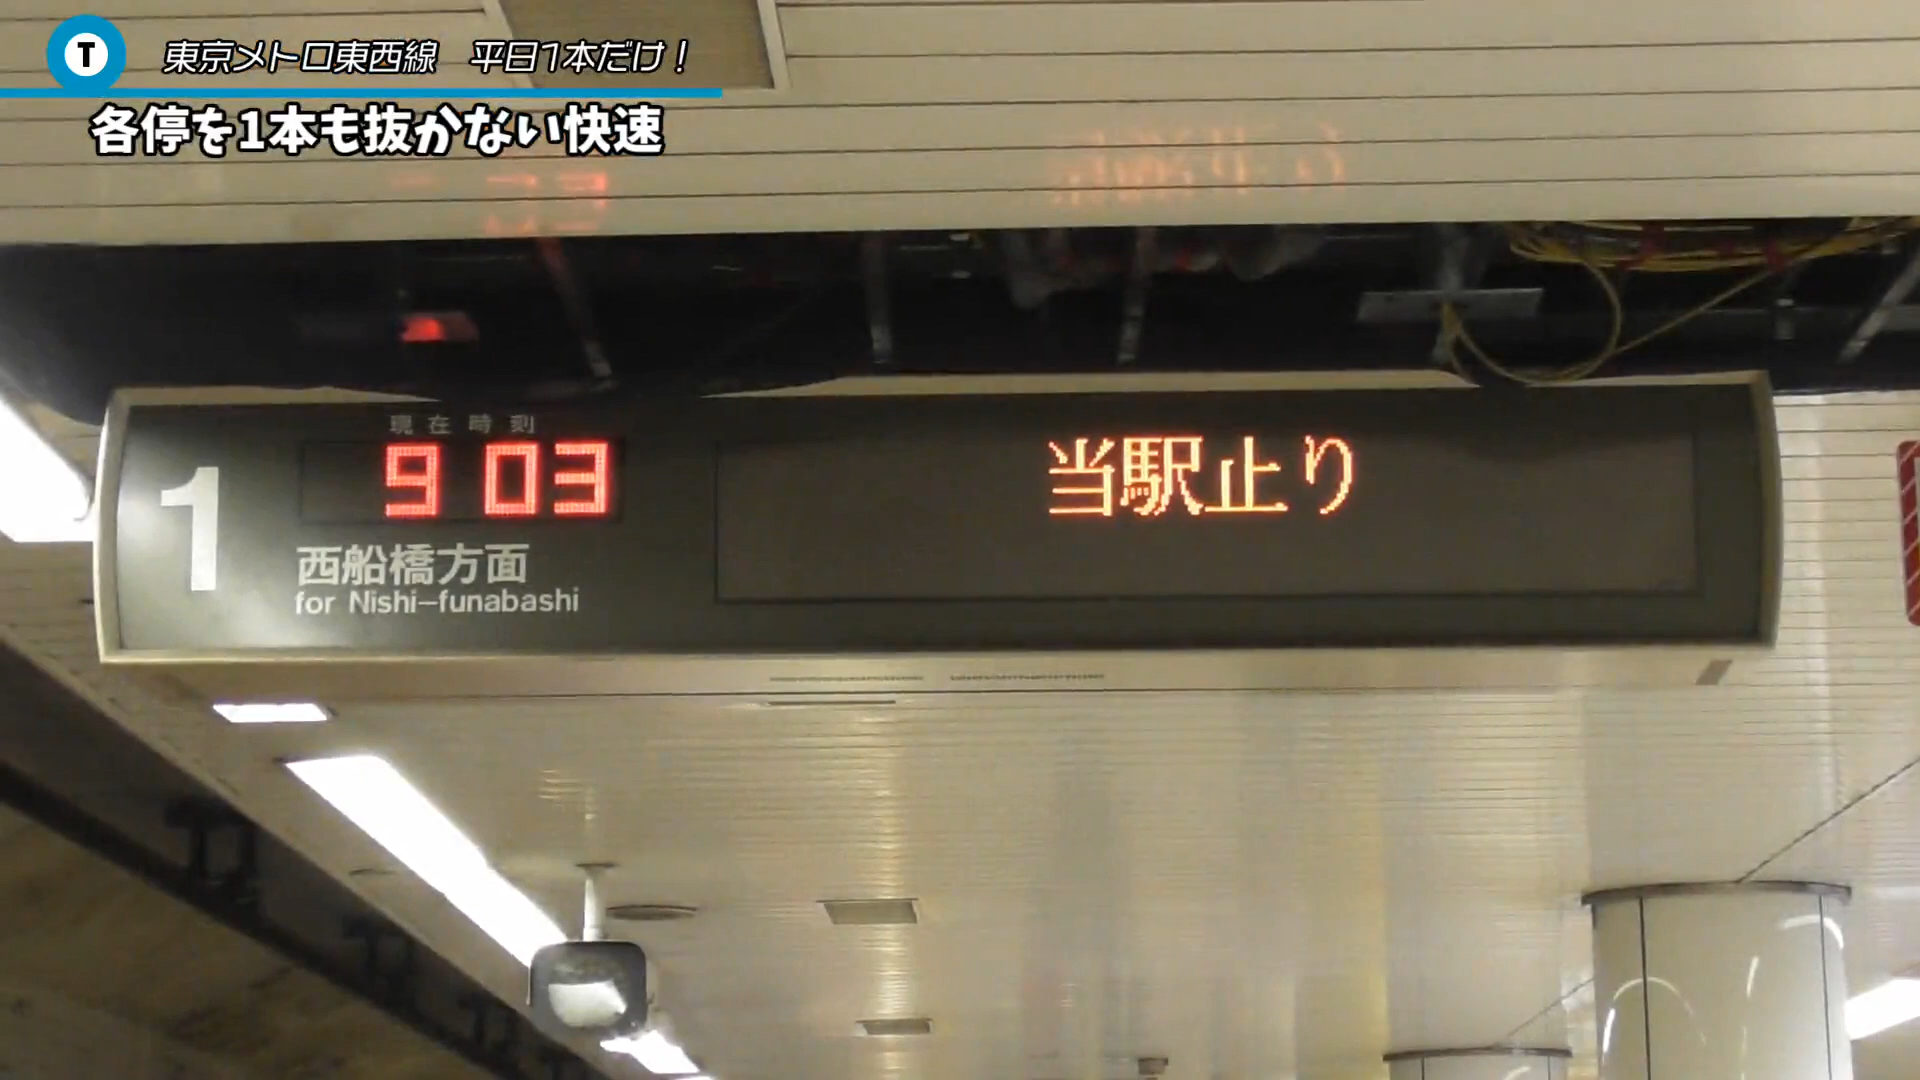 T
東京メトロ東西線 平日1本だけ!
各停を1本も抜かない快速
現在時刻
1
9 03
当駅止り
西船橋方面
for Nishi-funabashi